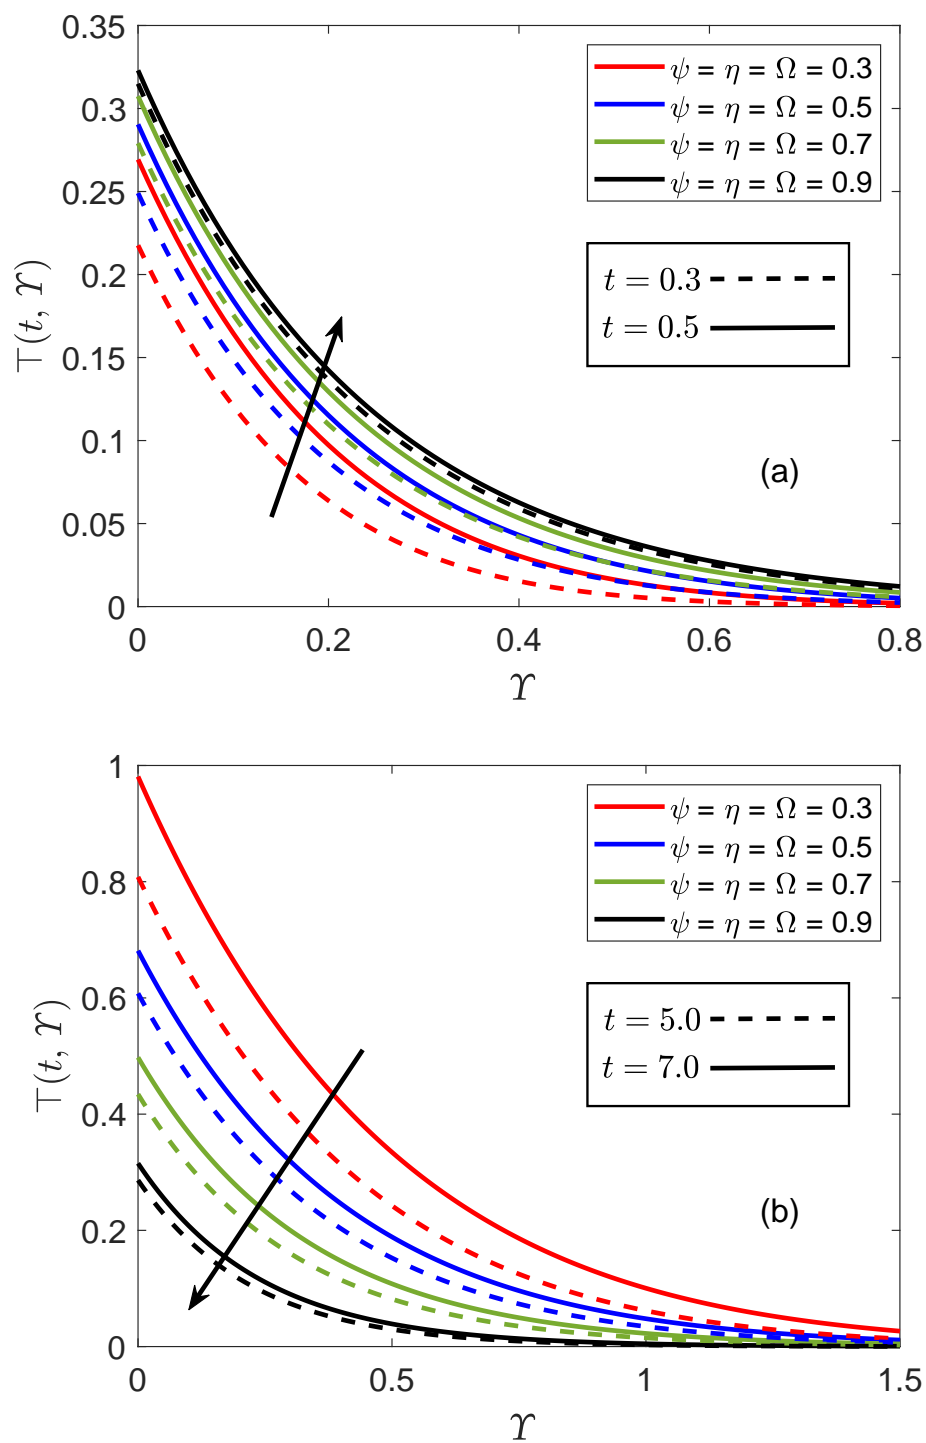 0.35
0.3
0.25
0.2
0.15
0.1
0.05
0
⊤(t, ϒ)
ψ = η = Ω = 0.3
ψ = η = Ω = 0.5
ψ = η = Ω = 0.7
ψ = η = Ω = 0.9
t = 0.3
t = 0.5
(a)
0 0.2 0.4 0.6 0.8
ϒ
1
0.8
0.6
0.4
0.2
0
⊤(t, ϒ)
ψ = η = Ω = 0.3
ψ = η = Ω = 0.5
ψ = η = Ω = 0.7
ψ = η = Ω = 0.9
t = 5.0
t = 7.0
(b)
0 0.5 1 1.5
ϒ